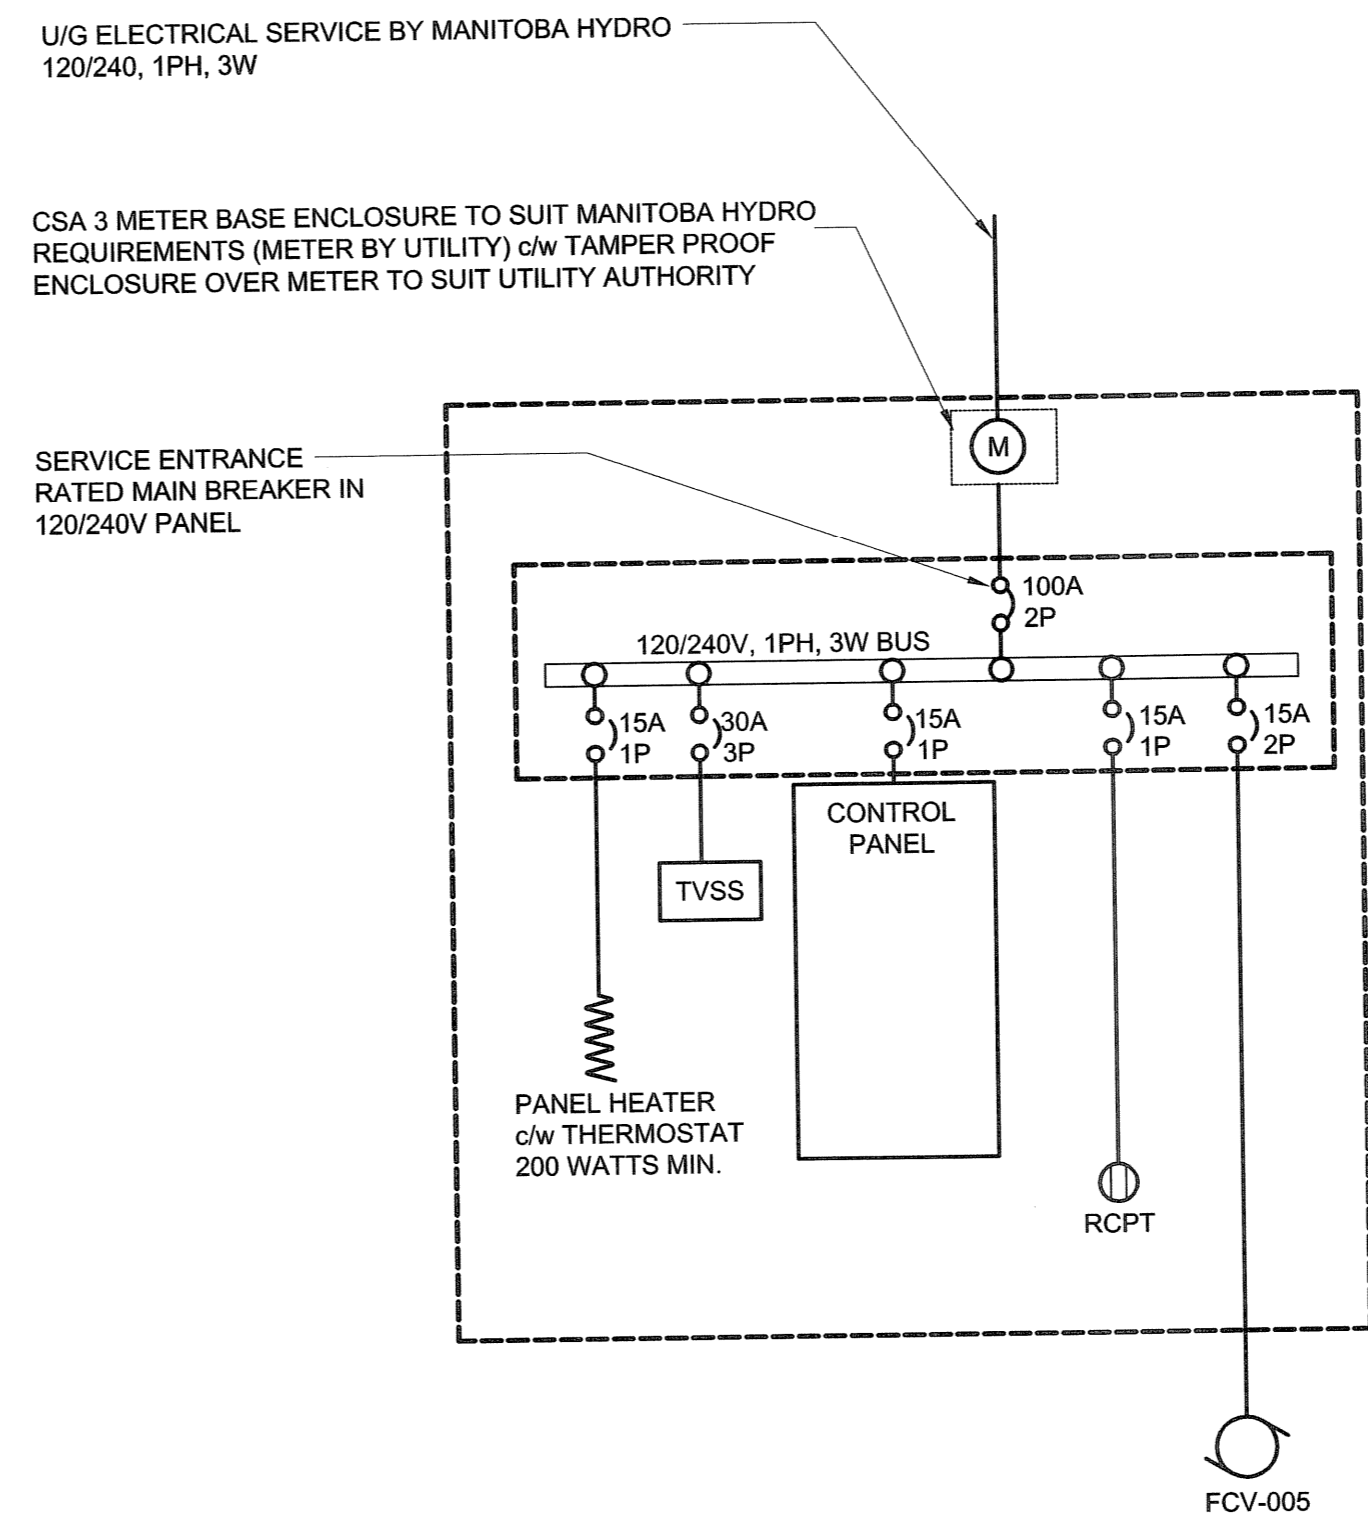 U/G ELECTRICAL SERVICE BY MANITOBA HYDRO
120/240, 1PH, 3W
CSA 3 METER BASE ENCLOSURE TO SUIT MANITOBA HYDRO
REQUIREMENTS (METER BY UTILITY) c/w TAMPER PROOF
ENCLOSURE OVER METER TO SUIT UTILITY AUTHORITY
M
SERVICE ENTRANCE
RATED MAIN BREAKER IN
120/240V PANEL
100A
2P
120/240V, 1PH, 3W BUS
15A
1P
30A
3P
15A
1P
15A
1P
15A
2P
CONTROL
PANEL
TVSS
PANEL HEATER
c/w THERMOSTAT
200 WATTS MIN.
RCPT
FCV-005